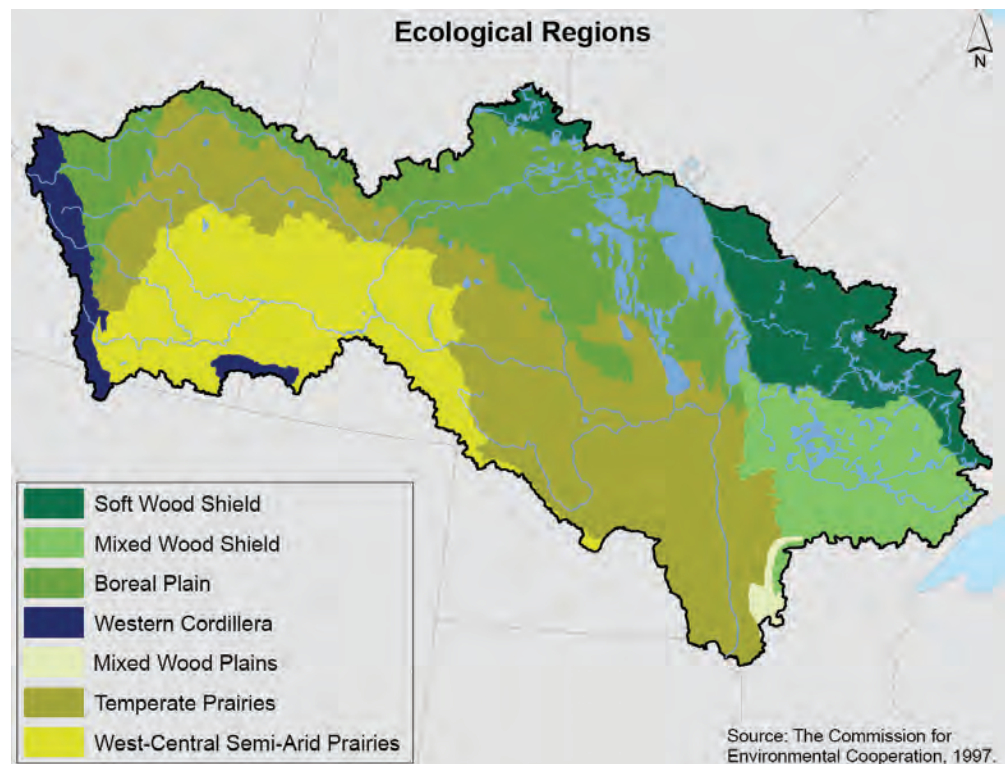 Ecological Regions
N
Soft Wood Shield
Mixed Wood Shield
Boreal Plain
Western Cordillera
Mixed Wood Plains
Temperate Prairies
West-Central Semi-Arid Prairies
Source: The Commission for
Environmental Cooperation, 1997.